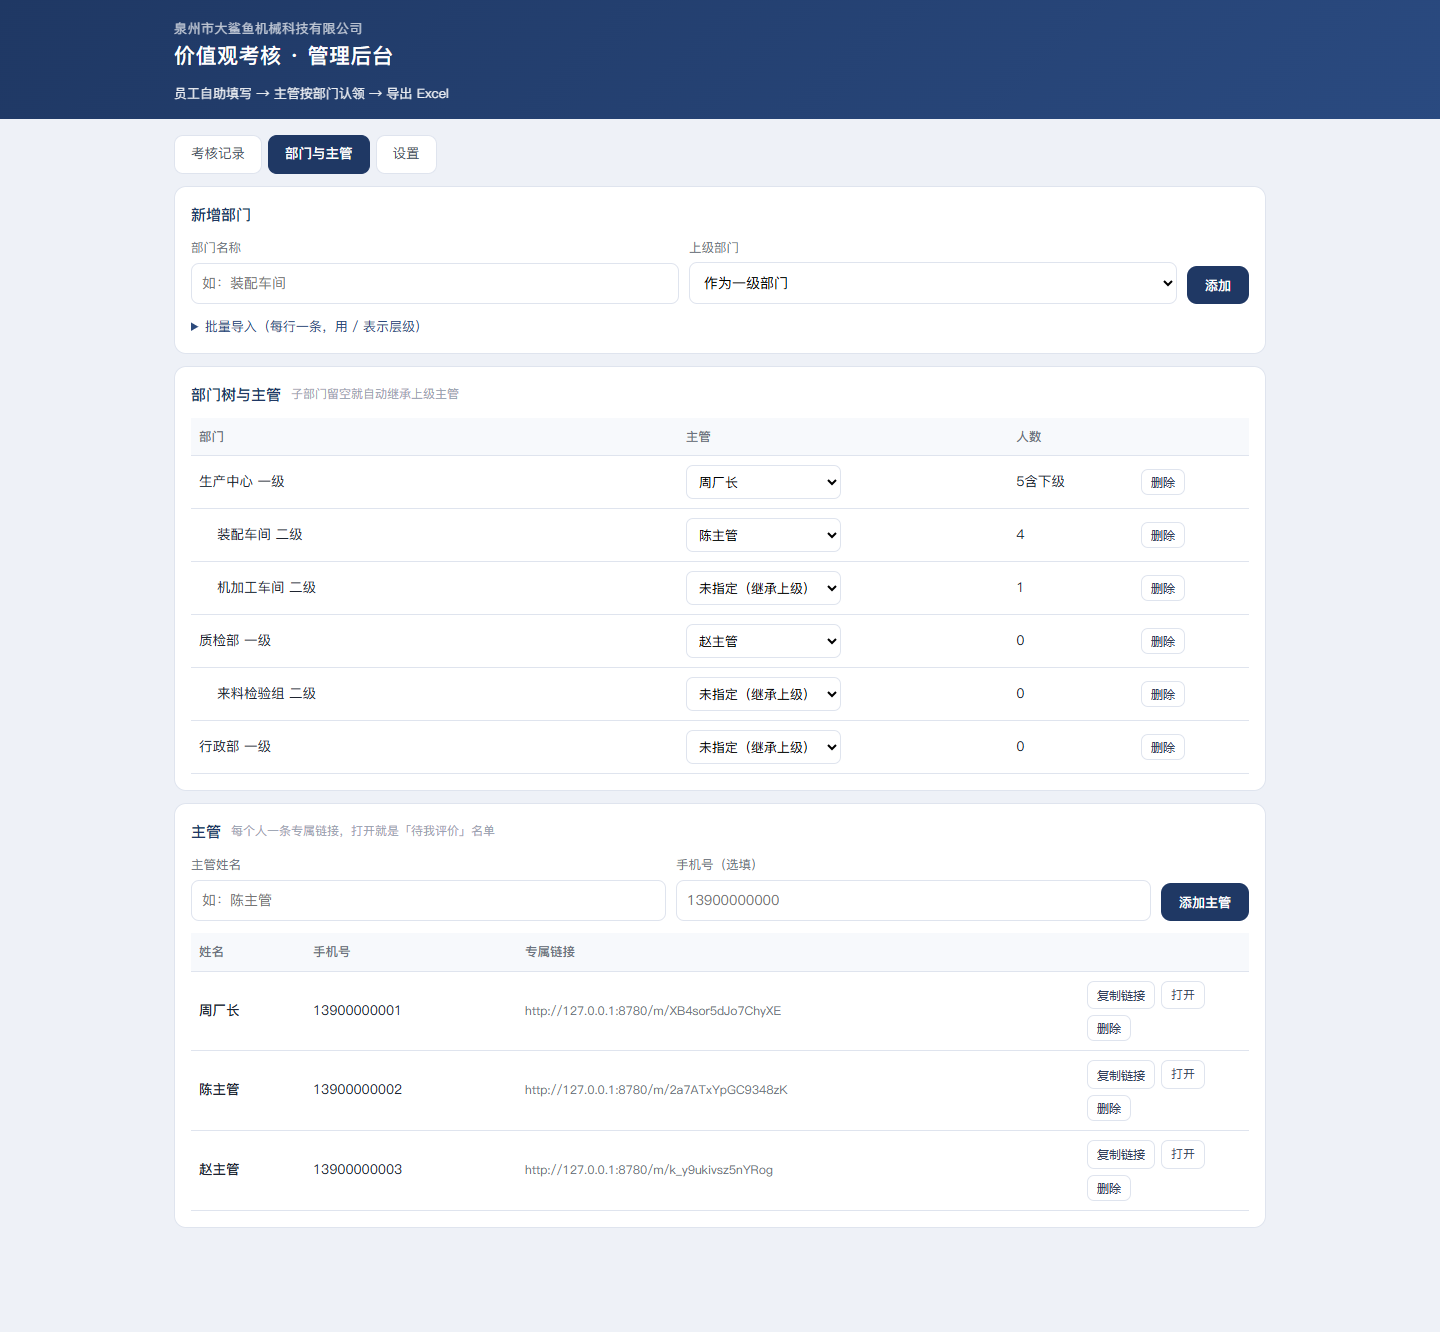 泉州市大鲨鱼机械科技有限公司
价值观考核 · 管理后台
员工自助填写 → 主管按部门认领 → 导出 Excel
考核记录 部门与主管 设置
新增部门
部门名称 上级部门
如：装配车间 作为一级部门 添加
▶ 批量导入（每行一条，用 / 表示层级）
部门树与主管 子部门留空就自动继承上级主管
部门 主管 人数
生产中心 一级 周厂长 5含下级 删除
装配车间 二级 陈主管 4 删除
机加工车间 二级 未指定（继承上级） 1 删除
质检部 一级 赵主管 0 删除
来料检验组 二级 未指定（继承上级） 0 删除
行政部 一级 未指定（继承上级） 0 删除
主管 每个人一条专属链接，打开就是「待我评价」名单
主管姓名 手机号（选填）
如：陈主管 13900000000 添加主管
姓名 手机号 专属链接
周厂长 13900000001 http://127.0.0.1:8780/m/XB4sor5dJo7ChyXE 复制链接 打开
删除
陈主管 13900000002 http://127.0.0.1:8780/m/2a7ATxYpGC9348zK 复制链接 打开
删除
赵主管 13900000003 http://127.0.0.1:8780/m/k_y9ukivsz5nYRog 复制链接 打开
删除